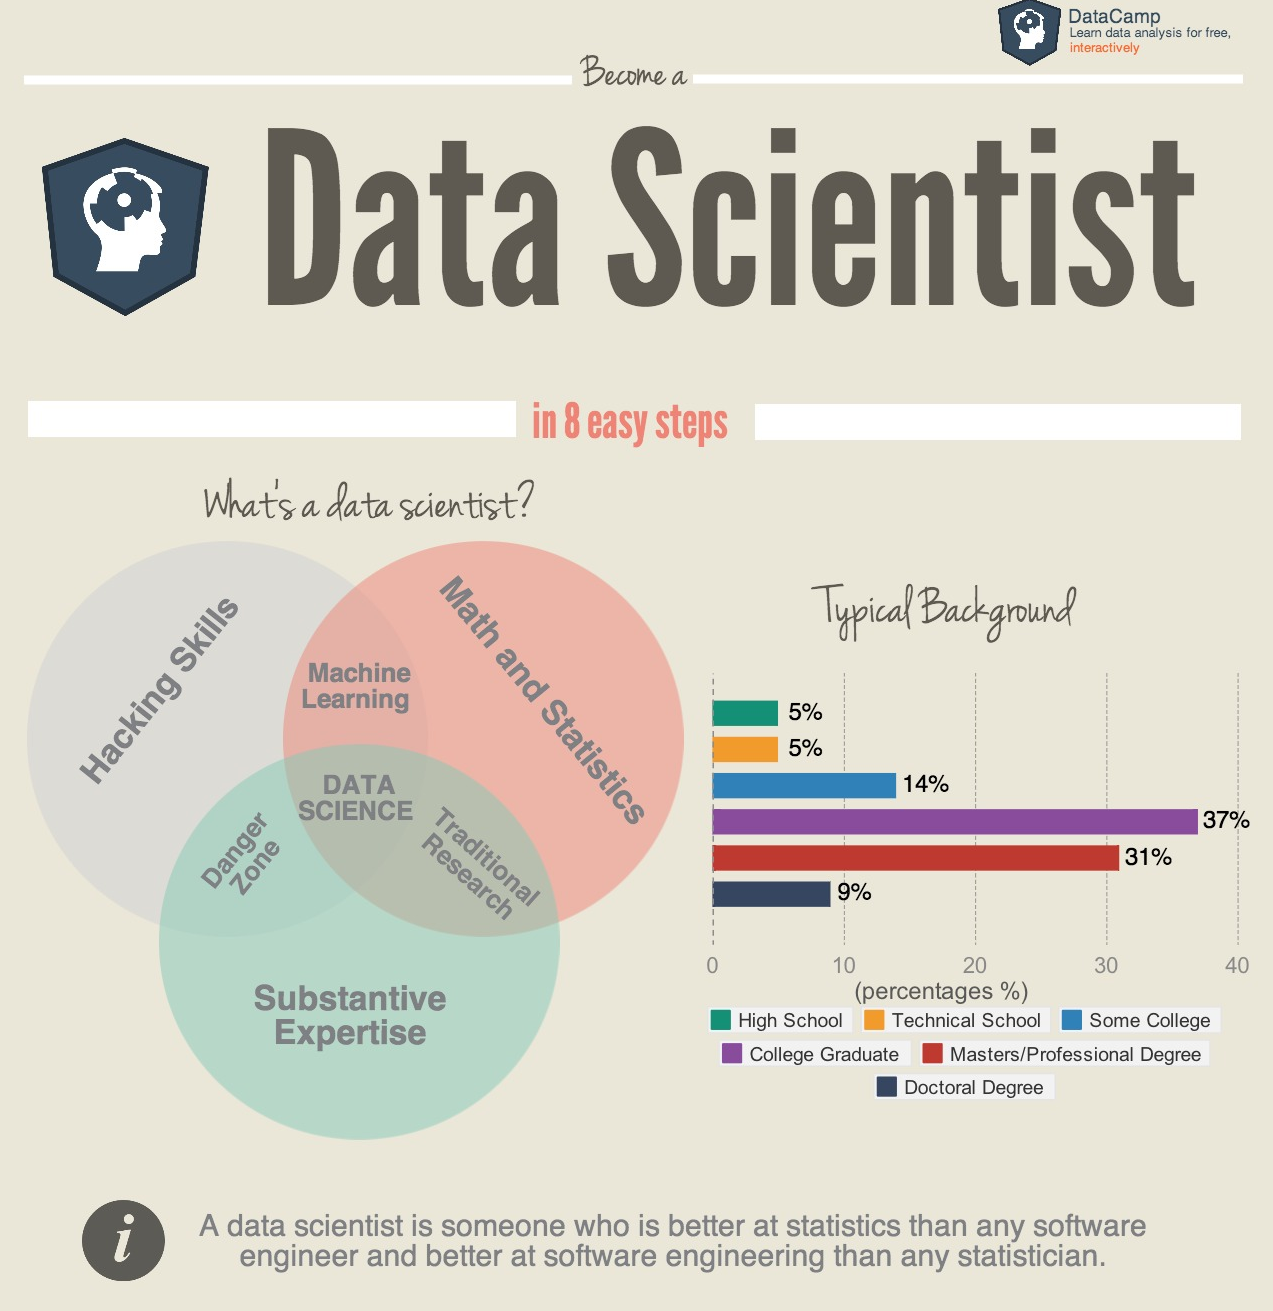 DataCamp
Learn data analysis for free,
interactively
Become a
Data Scientist
in 8 easy steps
What's a data scientist?
Hacking Skills
Math and Statistics
Machine
Learning
DATA
SCIENCE
Danger
Zone
Traditional
Research
Substantive
Expertise
Typical Background
5%
5%
14%
37%
31%
9%
0 10 20 30 40
(percentages %)
High School Technical School Some College
College Graduate Masters/Professional Degree
Doctoral Degree
i
A data scientist is someone who is better at statistics than any software
engineer and better at software engineering than any statistician.